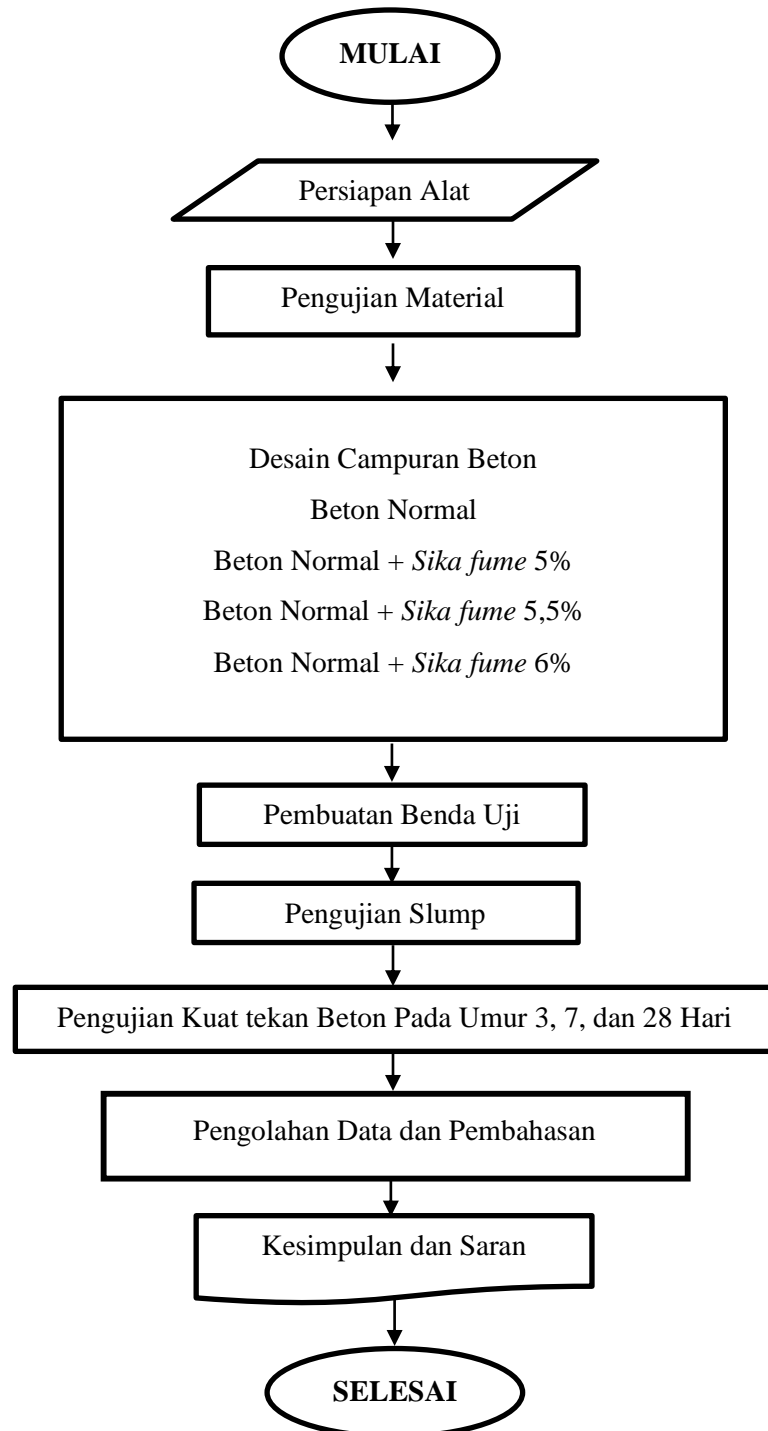 MULAI
Persiapan Alat
Pengujian Material
Desain Campuran Beton
Beton Normal
Beton Normal + Sika fume 5%
Beton Normal + Sika fume 5,5%
Beton Normal + Sika fume 6%
Pembuatan Benda Uji
Pengujian Slump
Pengujian Kuat tekan Beton Pada Umur 3, 7, dan 28 Hari
Pengolahan Data dan Pembahasan
Kesimpulan dan Saran
SELESAI